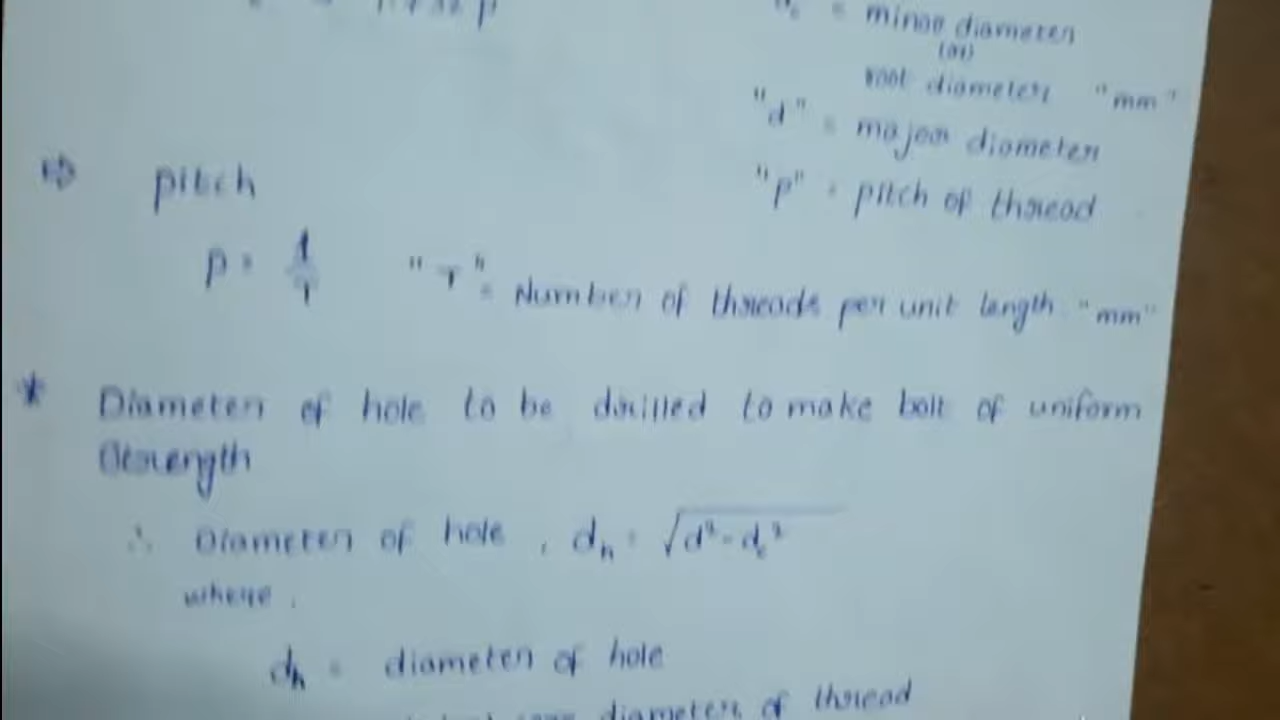 = minor diameter
(or)
root diameter "mm"
"d" = major diameter
⇒ pitch
"p" = pitch of thread
p = 1/T "T" = Number of threads per unit length "mm"
* Diameter of hole to be drilled to make bolt of uniform
Strength
∴ Diameter of hole, dh = √d²-dc²
where,
dh = diameter of hole
diameter of thread